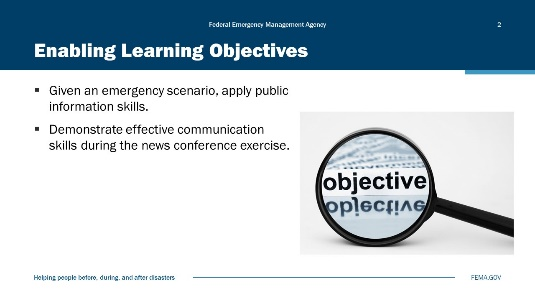 Federal Emergency Management Agency
2
Enabling Learning Objectives
▪ Given an emergency scenario, apply public
information skills.
▪ Demonstrate effective communication
skills during the news conference exercise.
objective
objective
Helping people before, during, and after disasters
FEMA.GOV